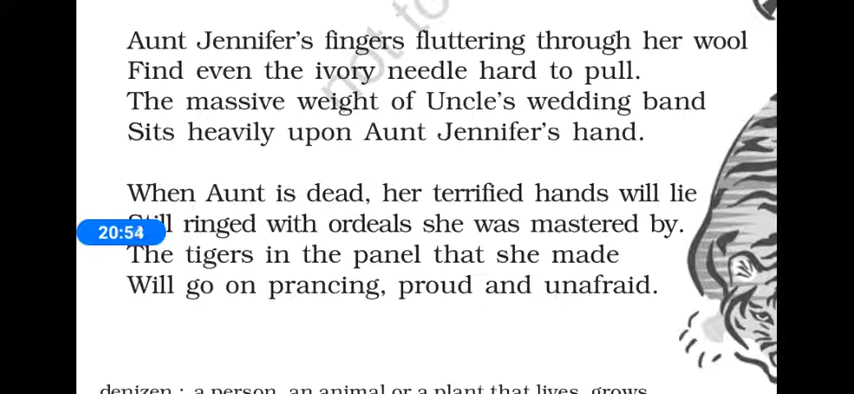 not to
Aunt Jennifer's fingers fluttering through her wool
Find even the ivory needle hard to pull.
The massive weight of Uncle's wedding band
Sits heavily upon Aunt Jennifer's hand.
When Aunt is dead, her terrified hands will lie
Still ringed with ordeals she was mastered by.
20:54
The tigers in the panel that she made
Will go on prancing, proud and unafraid.
denizen : a person, an animal or a plant that lives, grows